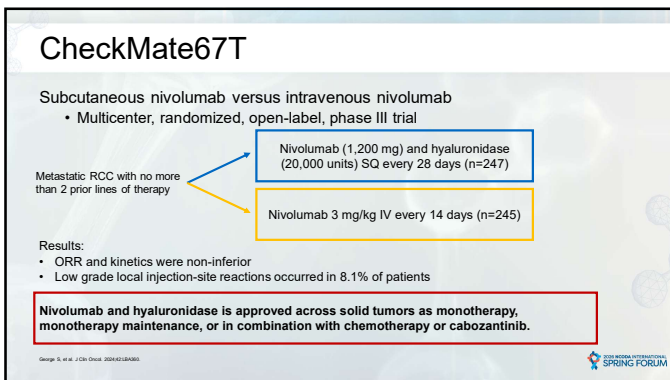 CheckMate67T
Subcutaneous nivolumab versus intravenous nivolumab
• Multicenter, randomized, open-label, phase III trial
Metastatic RCC with no more
than 2 prior lines of therapy
Nivolumab (1,200 mg) and hyaluronidase
(20,000 units) SQ every 28 days (n=247)
Nivolumab 3 mg/kg IV every 14 days (n=245)
Results:
• ORR and kinetics were non-inferior
• Low grade local injection-site reactions occurred in 8.1% of patients
Nivolumab and hyaluronidase is approved across solid tumors as monotherapy,
monotherapy maintenance, or in combination with chemotherapy or cabozantinib.
George S, et al. J Clin Oncol. 2024;42:LBA360.
2025 NCODA INTERNATIONAL
SPRING FORUM